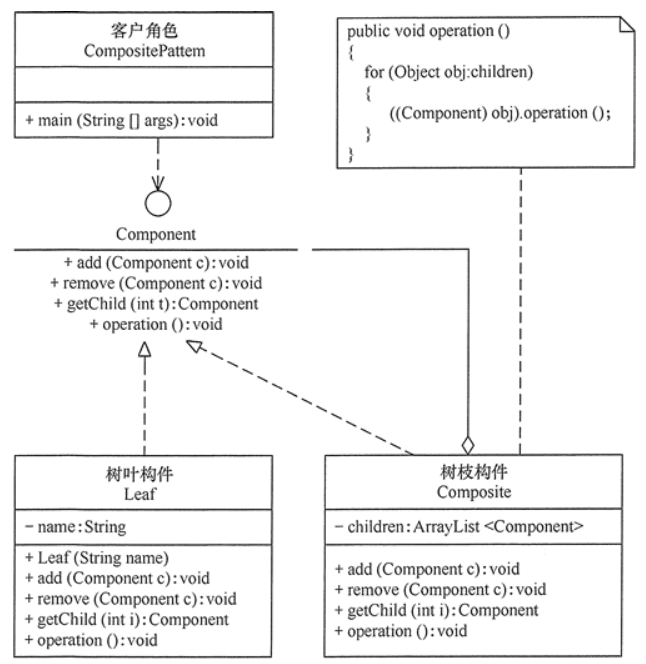 客户角色
CompositePattem
+ main (String [] args) : void
public void operation ()
{
for (Object obj:children)
{
((Component) obj).operation ();
}
}
Component
+ add (Component c) : void
+ remove (Component c) : void
+ getChild (int t) : Component
+ operation () : void
树叶构件
Leaf
- name : String
+ Leaf (String name)
+ add (Component c) : void
+ remove (Component c) : void
+ getChild (int i) : Component
+ operation () : void
树枝构件
Composite
- children : ArrayList <Component>
+ add (Component c) : void
+ remove (Component c) : void
+ getChild (int i) : Component
+ operation () : void